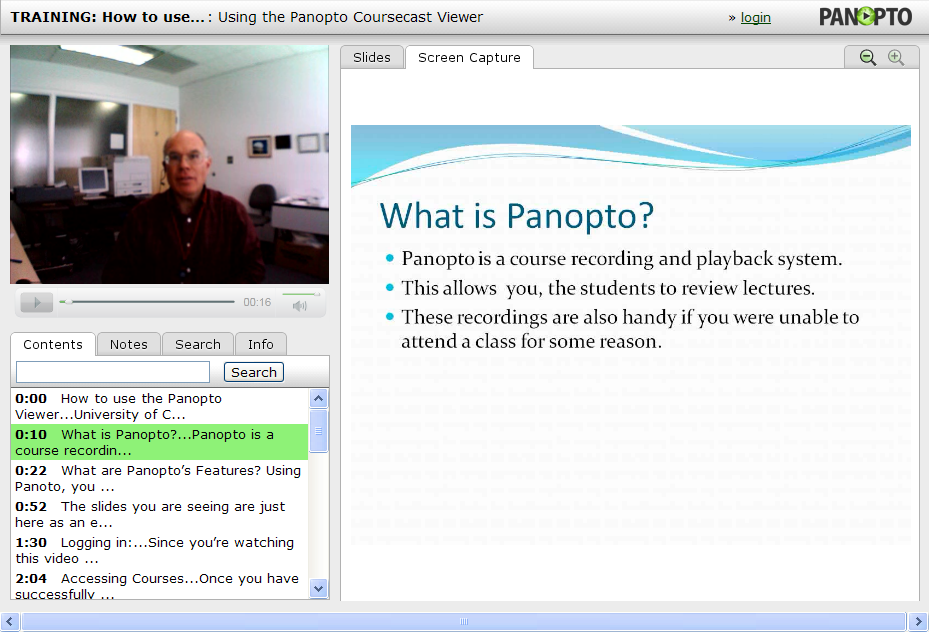 TRAINING: How to use... : Using the Panopto Coursecast Viewer
» login
PANOPTO
Slides
Screen Capture
What is Panopto?
• Panopto is a course recording and playback system.
• This allows you, the students to review lectures.
• These recordings are also handy if you were unable to
attend a class for some reason.
00:16
Contents
Notes
Search
Info
Search
0:00 How to use the Panopto
Viewer...University of C...
0:10 What is Panopto?...Panopto is a
course recordin...
0:22 What are Panopto's Features? Using
Panoto, you ...
0:52 The slides you are seeing are just
here as an e...
1:30 Logging in:...Since you're watching
this video ...
2:04 Accessing Courses...Once you have
successfully ...